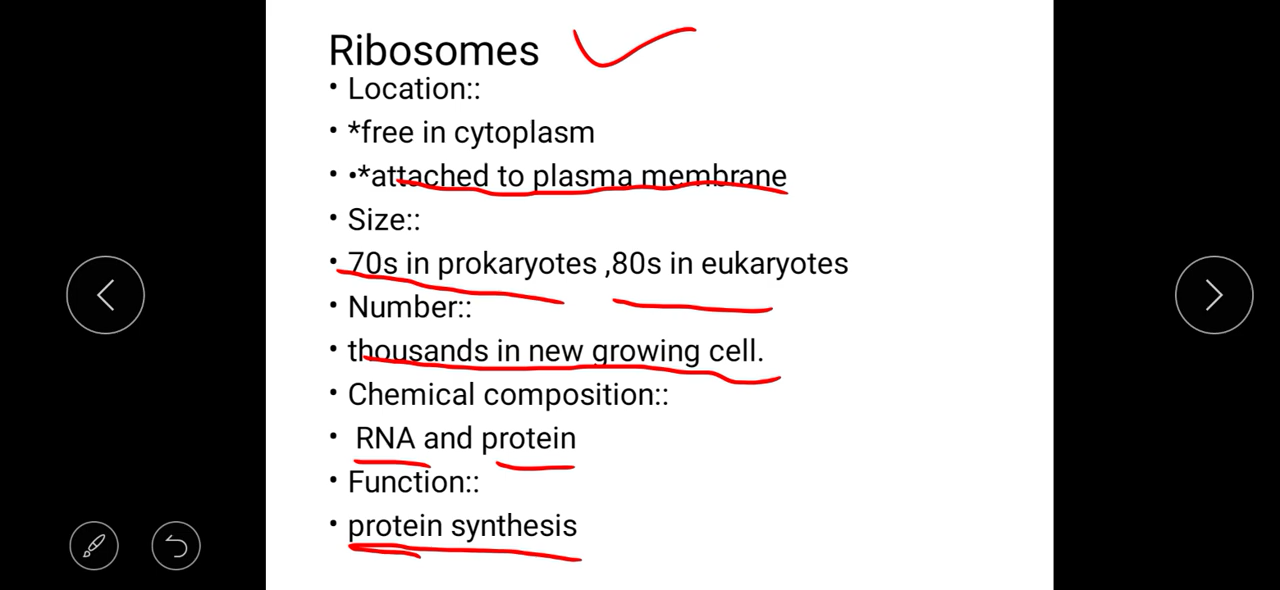 Ribosomes
• Location::
• *free in cytoplasm
• •*attached to plasma membrane
• Size::
• 70s in prokaryotes ,80s in eukaryotes
• Number::
• thousands in new growing cell.
• Chemical composition::
• RNA and protein
• Function::
• protein synthesis